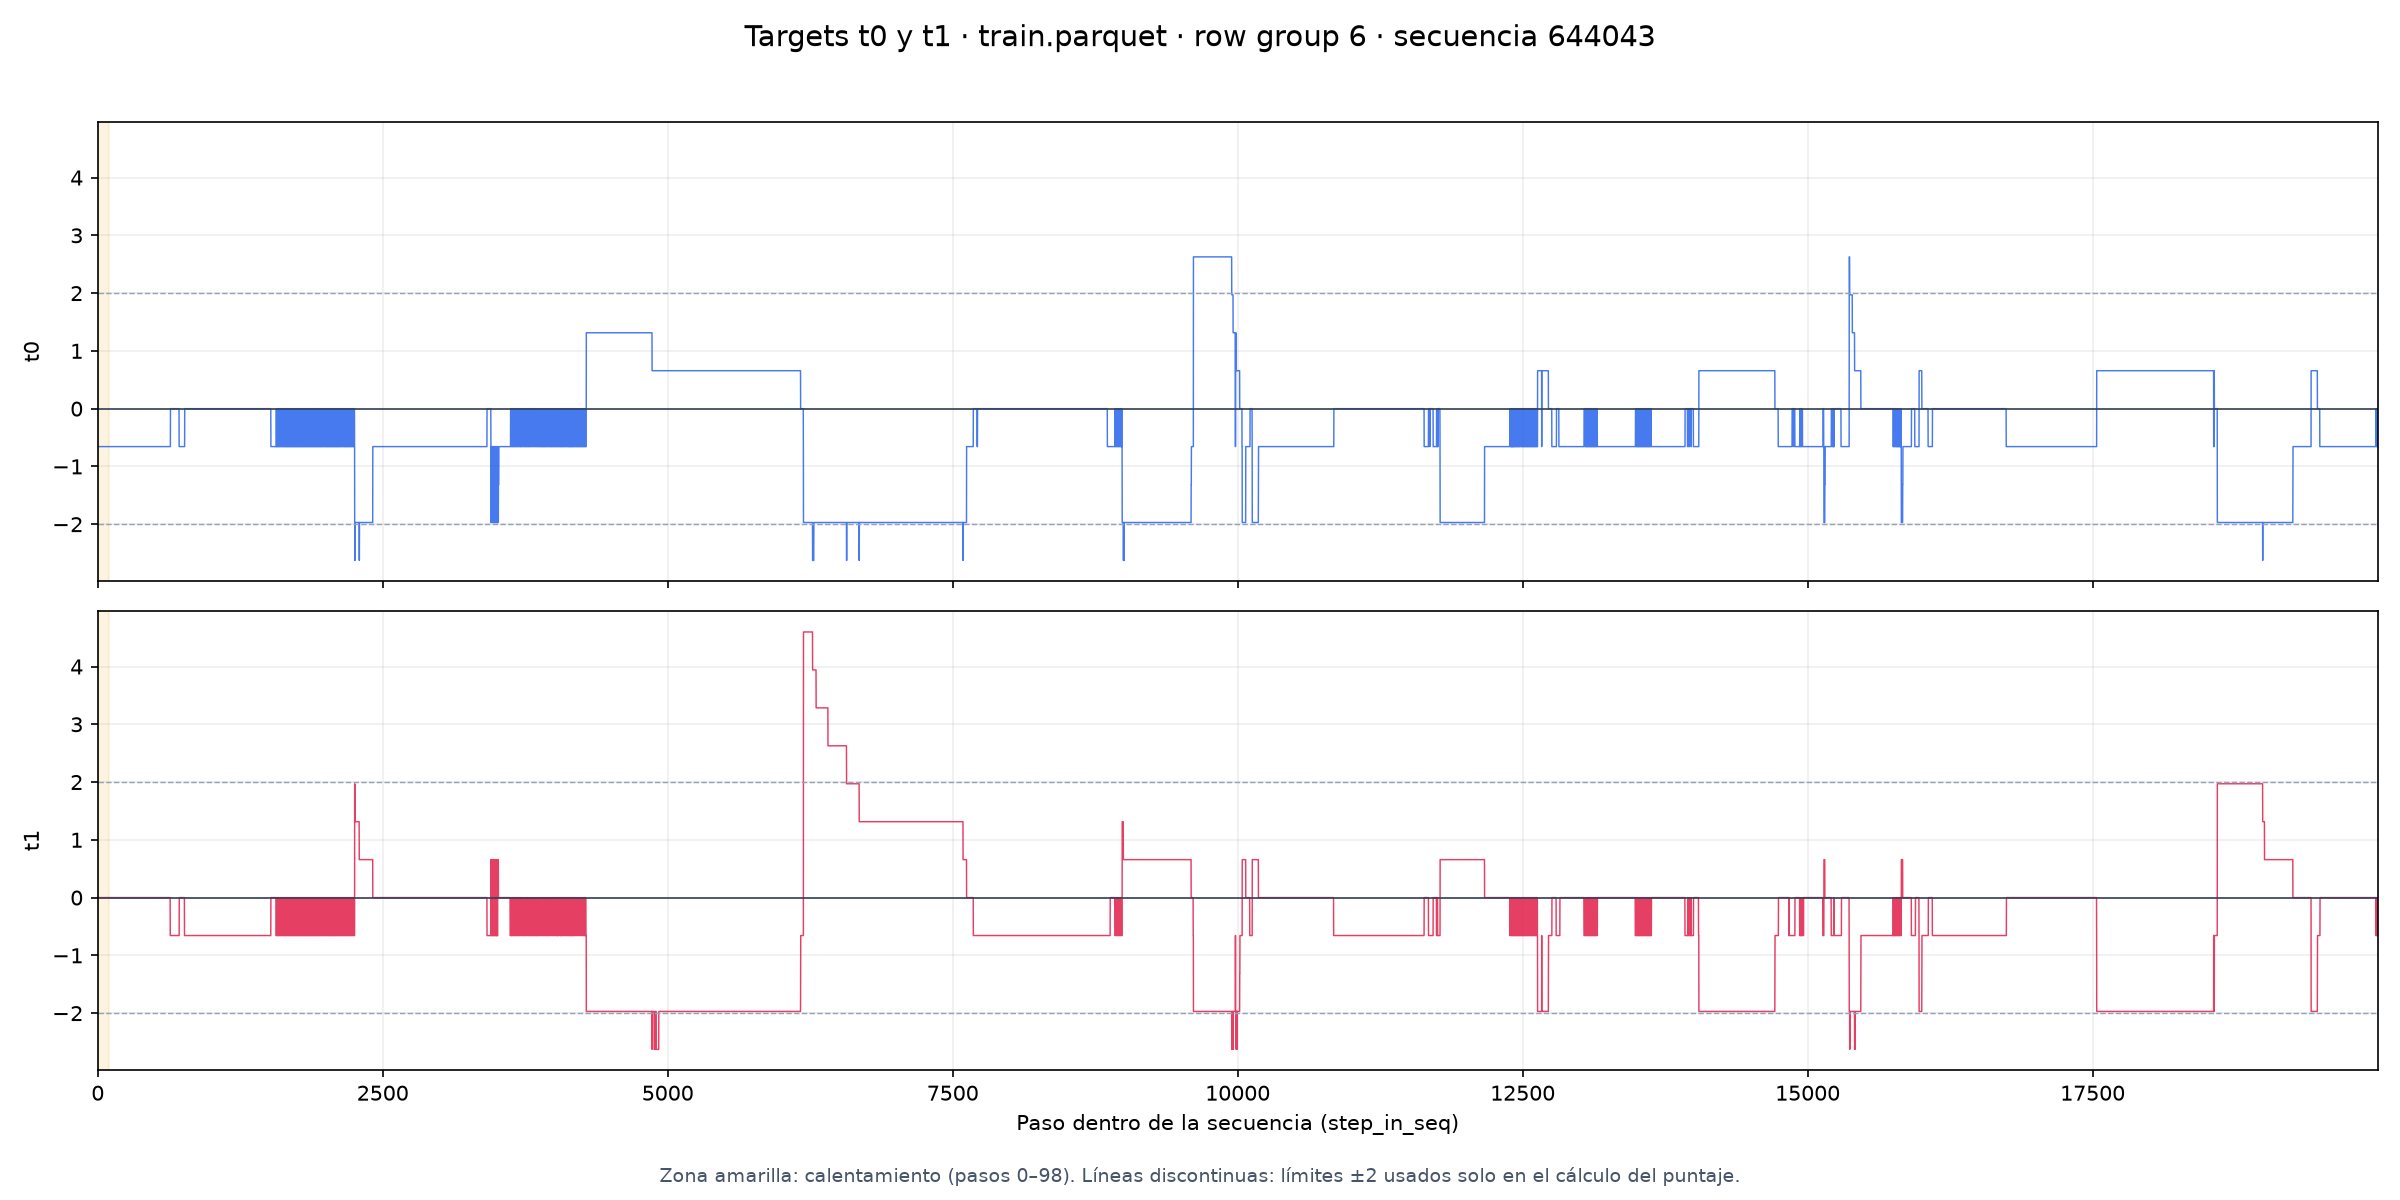 Targets t0 y t1 · train.parquet · row group 6 · secuencia 644043
4
3
2
1
0
−1
−2
t0
4
3
2
1
0
−1
−2
t1
0 2500 5000 7500 10000 12500 15000 17500
Paso dentro de la secuencia (step_in_seq)
Zona amarilla: calentamiento (pasos 0–98). Líneas discontinuas: límites ±2 usados solo en el cálculo del puntaje.